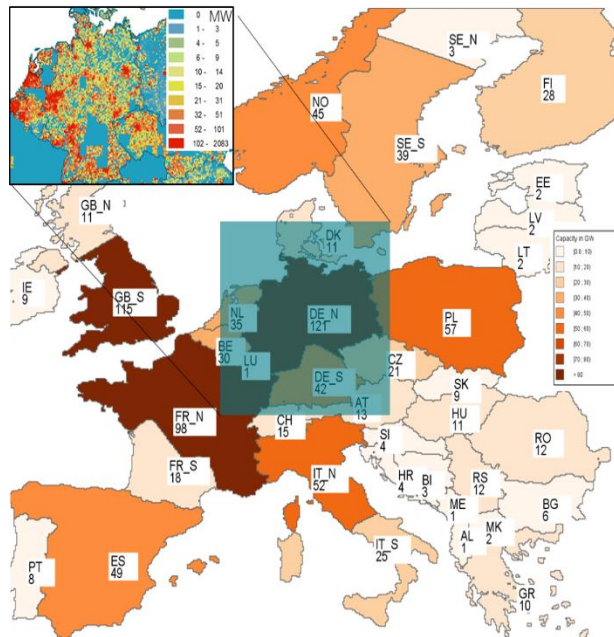 0 MW
1 - 3
4 - 5
6 - 9
10 - 14
15 - 20
21 - 31
32 - 51
52 - 101
102 - 2083
SE_N
3
FI
28
NO
45
SE_S
39
GB_N
11
EE
2
LV
2
LT
2
DK
11
IE
9
GB_S
115
NL
35
DE_N
121
PL
57
Capacity in GW
BE
30
LU
1
CZ
21
DE_S
42
SK
9
AT
13
FR_N
98
CH
15
HU
11
SI
4
RO
12
FR_S
18
IT_N
52
HR
4
BI
3
RS
12
ME
1
BG
6
AL
1
MK
2
IT_S
25
PT
8
ES
49
GR
10